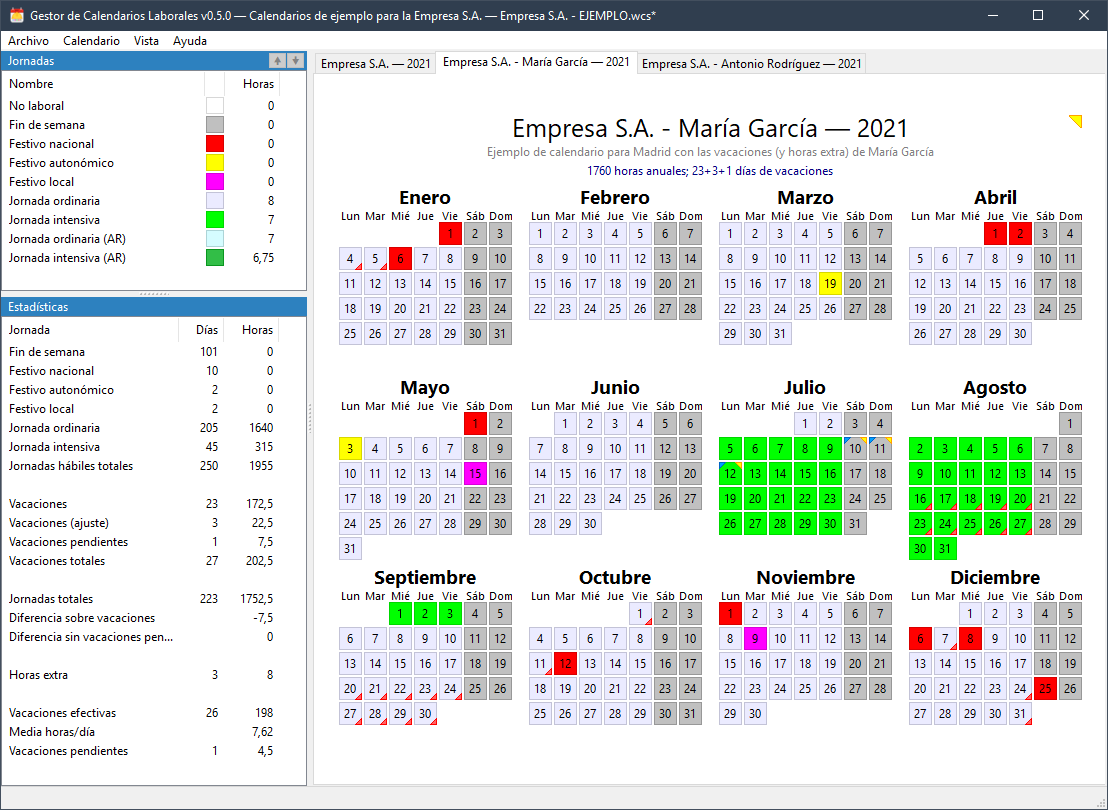 Gestor de Calendarios Laborales v0.5.0 — Calendarios de ejemplo para la Empresa S.A. — Empresa S.A. - EJEMPLO.wcs*
Archivo Calendario Vista Ayuda
Jornadas
Nombre Horas
No laboral 0
Fin de semana 0
Festivo nacional 0
Festivo autonómico 0
Festivo local 0
Jornada ordinaria 8
Jornada intensiva 7
Jornada ordinaria (AR) 7
Jornada intensiva (AR) 6,75
Estadísticas
Jornada Días Horas
Fin de semana 101 0
Festivo nacional 10 0
Festivo autonómico 2 0
Festivo local 2 0
Jornada ordinaria 205 1640
Jornada intensiva 45 315
Jornadas hábiles totales 250 1955
Vacaciones 23 172,5
Vacaciones (ajuste) 3 22,5
Vacaciones pendientes 1 7,5
Vacaciones totales 27 202,5
Jornadas totales 223 1752,5
Diferencia sobre vacaciones -7,5
Diferencia sin vacaciones pen... 0
Horas extra 3 8
Vacaciones efectivas 26 198
Media horas/día 7,62
Vacaciones pendientes 1 4,5
Empresa S.A. — 2021 Empresa S.A. - María García — 2021 Empresa S.A. - Antonio Rodríguez — 2021
Empresa S.A. - María García — 2021
Ejemplo de calendario para Madrid con las vacaciones (y horas extra) de María García
1760 horas anuales; 23+3+1 días de vacaciones
Enero
Lun Mar Mié Jue Vie Sáb Dom
1 2 3
4 5 6 7 8 9 10
11 12 13 14 15 16 17
18 19 20 21 22 23 24
25 26 27 28 29 30 31
Febrero
Lun Mar Mié Jue Vie Sáb Dom
1 2 3 4 5 6 7
8 9 10 11 12 13 14
15 16 17 18 19 20 21
22 23 24 25 26 27 28
Marzo
Lun Mar Mié Jue Vie Sáb Dom
1 2 3 4 5 6 7
8 9 10 11 12 13 14
15 16 17 18 19 20 21
22 23 24 25 26 27 28
29 30 31
Abril
Lun Mar Mié Jue Vie Sáb Dom
1 2 3 4
5 6 7 8 9 10 11
12 13 14 15 16 17 18
19 20 21 22 23 24 25
26 27 28 29 30
Mayo
Lun Mar Mié Jue Vie Sáb Dom
1 2
3 4 5 6 7 8 9
10 11 12 13 14 15 16
17 18 19 20 21 22 23
24 25 26 27 28 29 30
31
Junio
Lun Mar Mié Jue Vie Sáb Dom
1 2 3 4 5 6
7 8 9 10 11 12 13
14 15 16 17 18 19 20
21 22 23 24 25 26 27
28 29 30
Julio
Lun Mar Mié Jue Vie Sáb Dom
1 2 3 4
5 6 7 8 9 10 11
12 13 14 15 16 17 18
19 20 21 22 23 24 25
26 27 28 29 30 31
Agosto
Lun Mar Mié Jue Vie Sáb Dom
1
2 3 4 5 6 7 8
9 10 11 12 13 14 15
16 17 18 19 20 21 22
23 24 25 26 27 28 29
30 31
Septiembre
Lun Mar Mié Jue Vie Sáb Dom
1 2 3 4 5
6 7 8 9 10 11 12
13 14 15 16 17 18 19
20 21 22 23 24 25 26
27 28 29 30
Octubre
Lun Mar Mié Jue Vie Sáb Dom
1 2 3
4 5 6 7 8 9 10
11 12 13 14 15 16 17
18 19 20 21 22 23 24
25 26 27 28 29 30 31
Noviembre
Lun Mar Mié Jue Vie Sáb Dom
1 2 3 4 5 6 7
8 9 10 11 12 13 14
15 16 17 18 19 20 21
22 23 24 25 26 27 28
29 30
Diciembre
Lun Mar Mié Jue Vie Sáb Dom
1 2 3 4 5
6 7 8 9 10 11 12
13 14 15 16 17 18 19
20 21 22 23 24 25 26
27 28 29 30 31